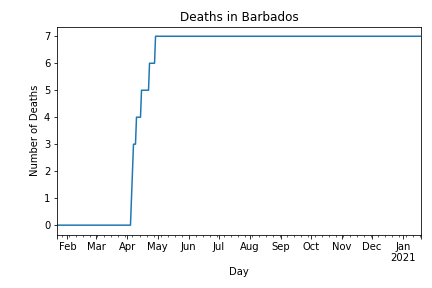 Deaths in Barbados
Number of Deaths
7
6
5
4
3
2
1
0
Feb Mar Apr May Jun Jul Aug Sep Oct Nov Dec Jan
2021
Day